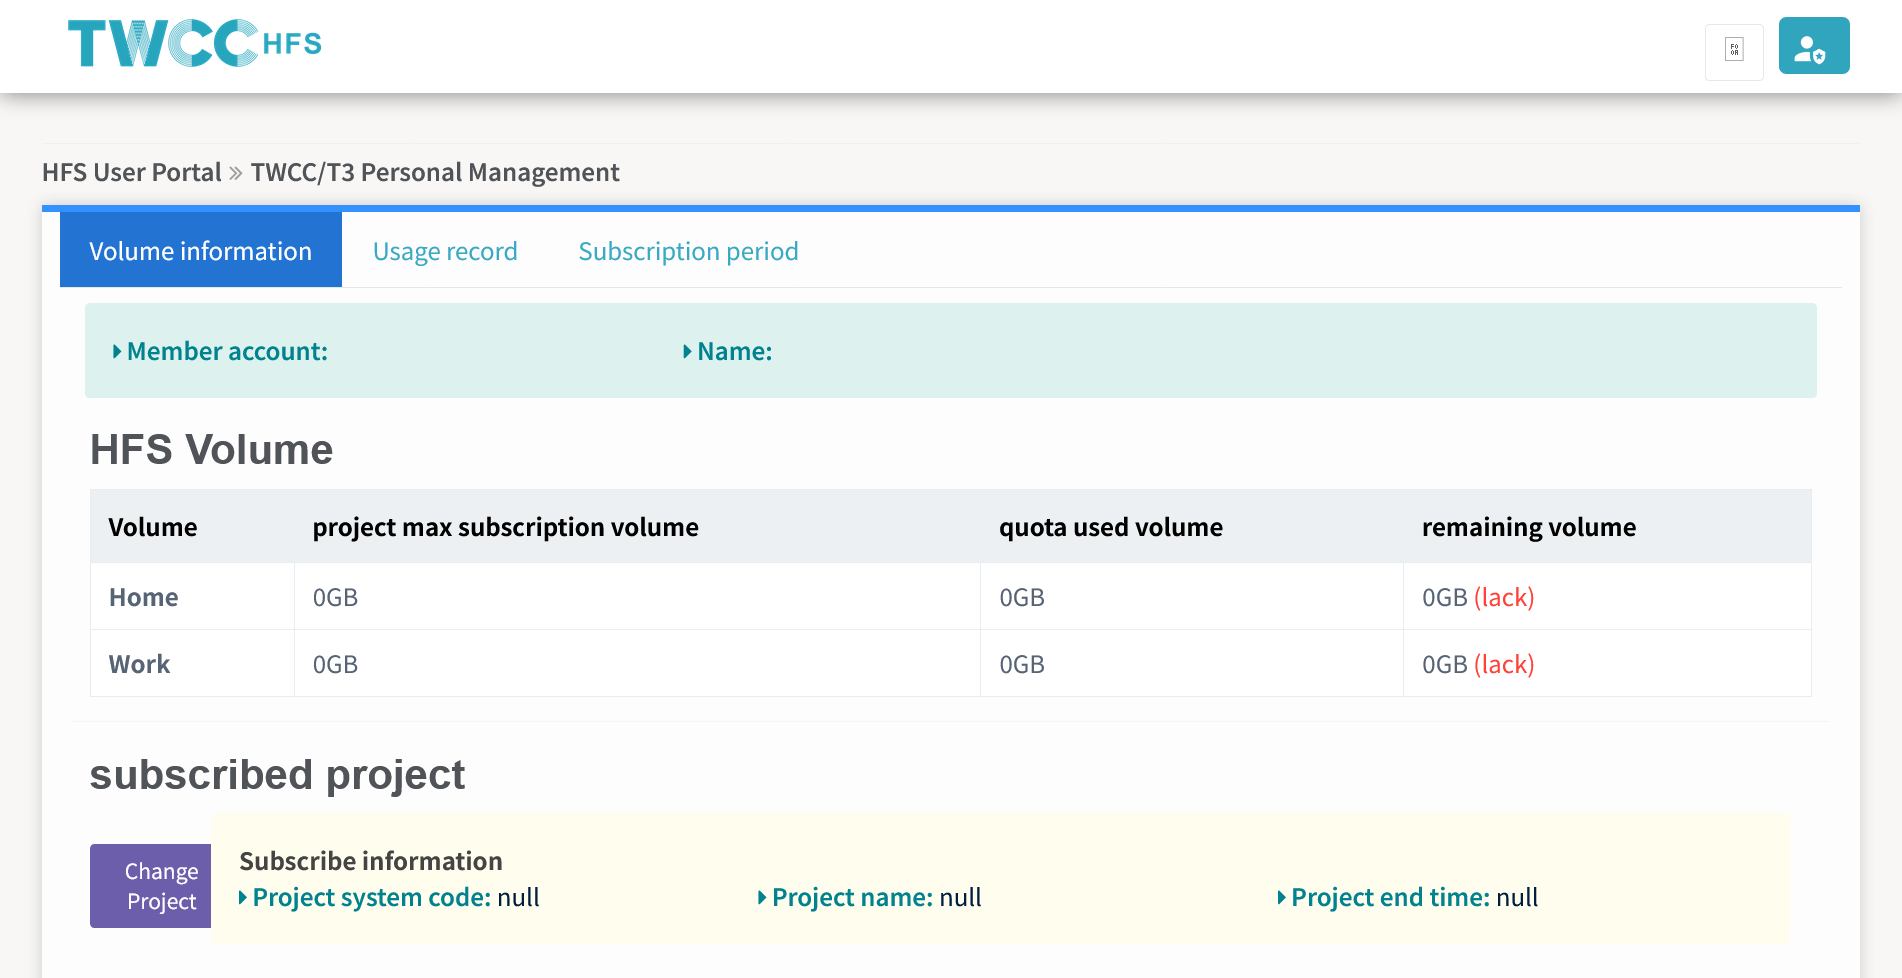 TWCC HFS
HFS User Portal » TWCC/T3 Personal Management
Volume information Usage record Subscription period
Member account: Name:
HFS Volume
Volume project max subscription volume quota used volume remaining volume
Home 0GB 0GB 0GB (lack)
Work 0GB 0GB 0GB (lack)
subscribed project
Change
Project
Subscribe information
Project system code: null Project name: null Project end time: null